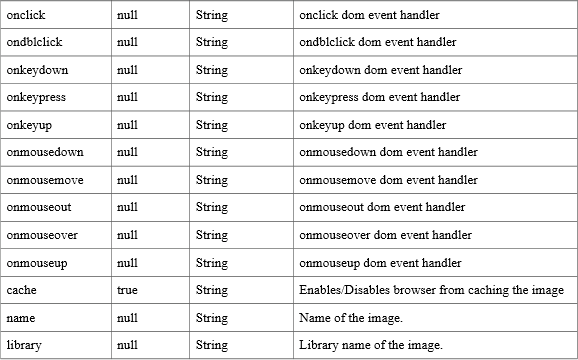 onclick null String onclick dom event handler
ondblclick null String ondblclick dom event handler
onkeydown null String onkeydown dom event handler
onkeypress null String onkeypress dom event handler
onkeyup null String onkeyup dom event handler
onmousedown null String onmousedown dom event handler
onmousemove null String onmousemove dom event handler
onmouseout null String onmouseout dom event handler
onmouseover null String onmouseover dom event handler
onmouseup null String onmouseup dom event handler
cache true String Enables/Disables browser from caching the image
name null String Name of the image.
library null String Library name of the image.